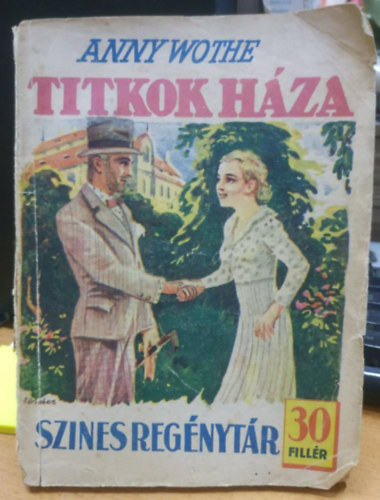 ANNY WOTHE
TITKOK HÁZA
SZINES REGÉNYTÁR
30
FILLÉR